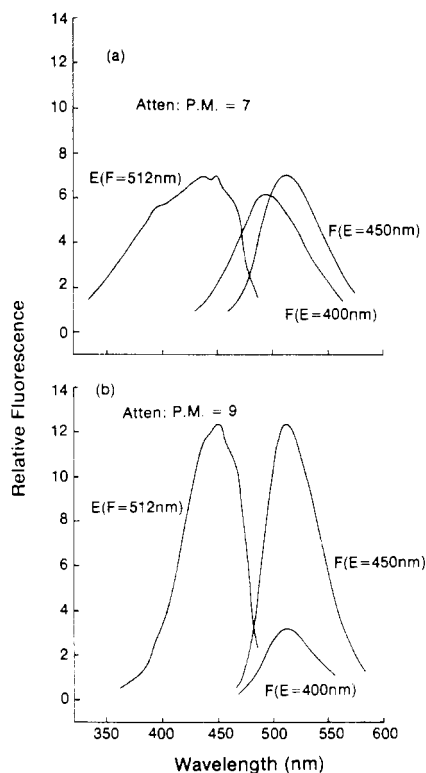 14
(a)
12
10
Atten: P.M. = 7
8
E(F=512nm)
6
F(E=450nm)
4
2
F(E=400nm)
0
14
(b)
Atten: P.M. = 9
12
10
E(F=512nm)
8
6
F(E=450nm)
4
2
F(E=400nm)
0
350 400 450 500 550 600
Wavelength (nm)
Relative Fluorescence